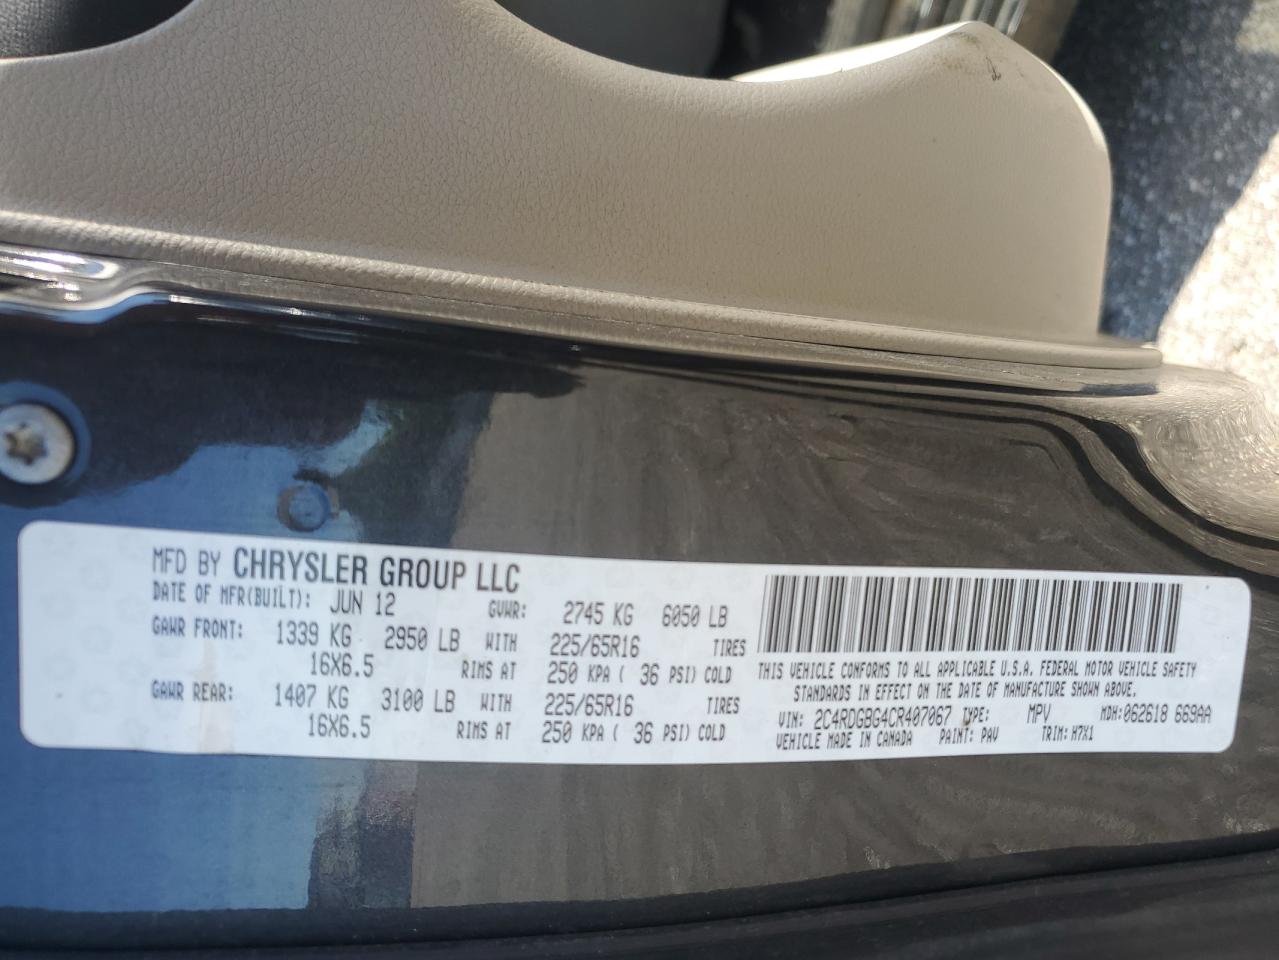 MFD BY CHRYSLER GROUP LLC
DATE OF MFR(BUILT): JUN 12 GVWR: 2745 KG 6050 LB
GAWR FRONT: 1339 KG 2950 LB WITH 225/65R16 TIRES
16X6.5 RIMS AT 250 KPA ( 36 PSI) COLD
GAWR REAR: 1407 KG 3100 LB WITH 225/65R16 TIRES
16X6.5 RIMS AT 250 KPA ( 36 PSI) COLD
THIS VEHICLE CONFORMS TO ALL APPLICABLE U.S.A. FEDERAL MOTOR VEHICLE SAFETY
STANDARDS IN EFFECT ON THE DATE OF MANUFACTURE SHOWN ABOVE.
VIN: 2C4RDGBG4CR407067 TYPE: MPV MDH:062618 669AA
VEHICLE MADE IN CANADA PAINT: PAV TRIM: H7X1